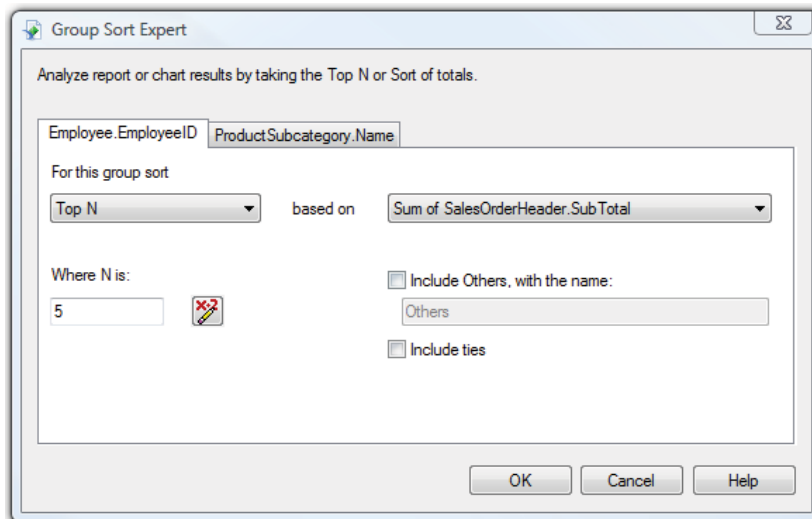 Group Sort Expert
Analyze report or chart results by taking the Top N or Sort of totals.
Employee.EmployeeID
ProductSubcategory.Name
For this group sort
Top N
based on
Sum of SalesOrderHeader.SubTotal
Where N is:
Include Others, with the name:
5
X+2
Others
Include ties
OK
Cancel
Help